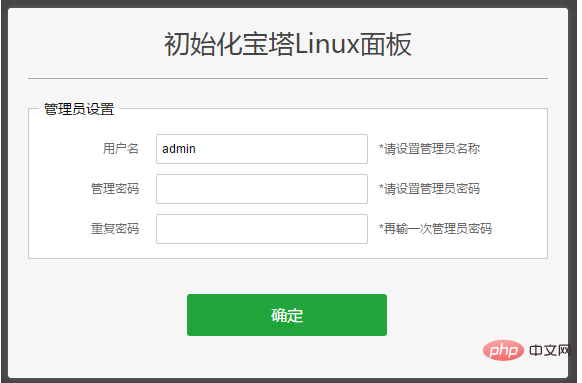 初始化宝塔Linux面板
管理员设置
用户名 admin *请设置管理员名称
管理密码 *请设置管理员密码
重复密码 *再输一次管理员密码
确定
php 中文网